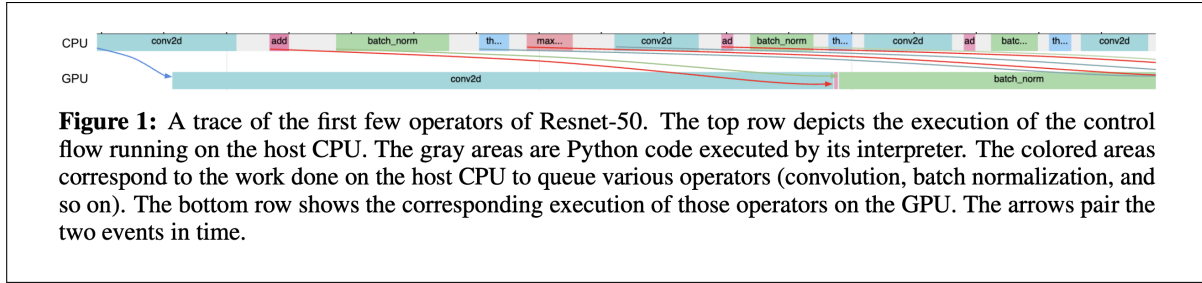 CPU conv2d add batch_norm th... max... conv2d ad batch_norm th... conv2d ad batc... th... conv2d
GPU conv2d batch_norm
Figure 1: A trace of the first few operators of Resnet-50. The top row depicts the execution of the control
flow running on the host CPU. The gray areas are Python code executed by its interpreter. The colored areas
correspond to the work done on the host CPU to queue various operators (convolution, batch normalization, and
so on). The bottom row shows the corresponding execution of those operators on the GPU. The arrows pair the
two events in time.